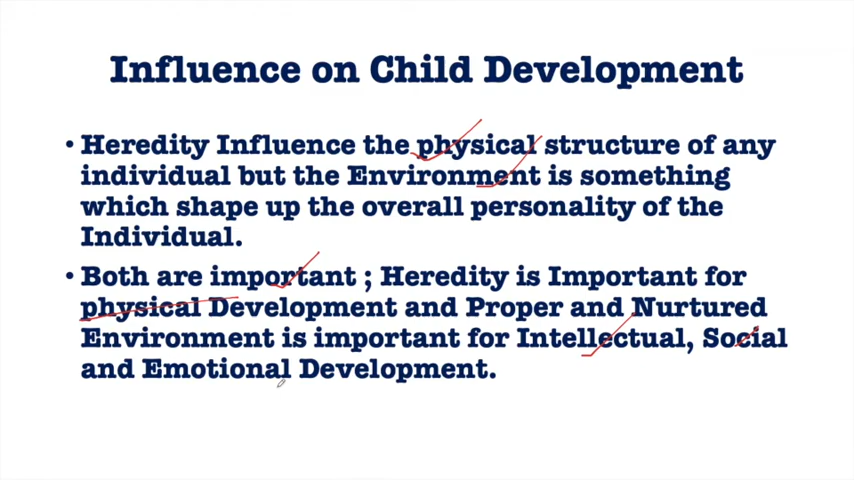 Influence on Child Development
• Heredity Influence the physical structure of any
individual but the Environment is something
which shape up the overall personality of the
Individual.
• Both are important ; Heredity is Important for
physical Development and Proper and Nurtured
Environment is important for Intellectual, Social
and Emotional Development.